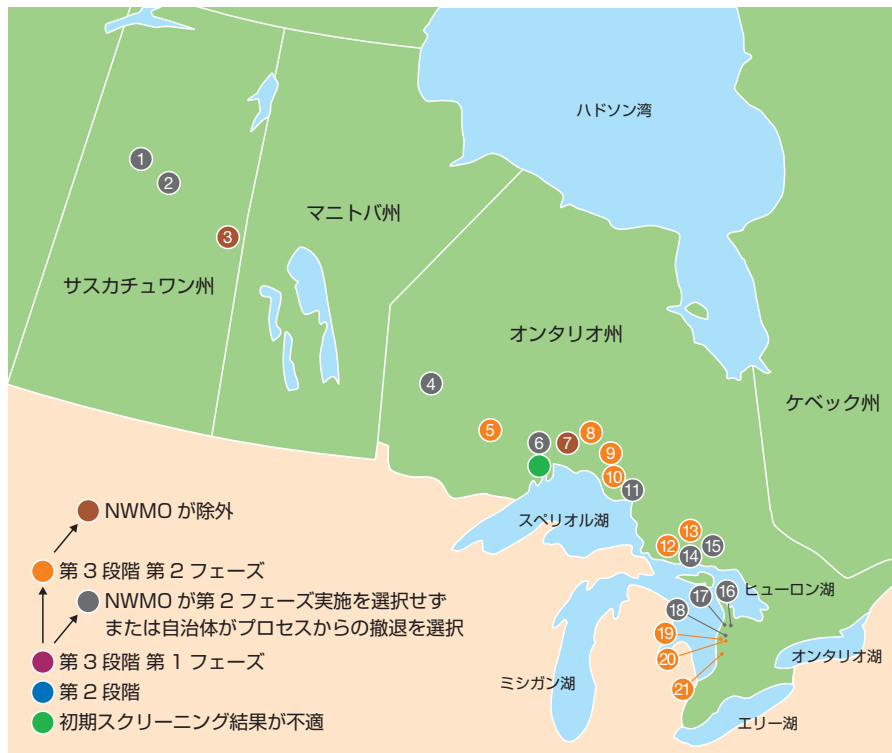 ハドソン湾
1
2
マニトバ州
3
サスカチュワン州
オンタリオ州
4
ケベック州
5
6
7
8
9
10
11
NWMO が除外
スペリオル湖
13
12
15
14
第 3 段階 第 2 フェーズ
ヒューロン湖
17
16
NWMO が第 2 フェーズ実施を選択せず
または自治体がプロセスからの撤退を選択
18
19
20
第 3 段階 第 1 フェーズ
オンタリオ湖
ミシガン湖
21
第 2 段階
初期スクリーニング結果が不適
エリー湖